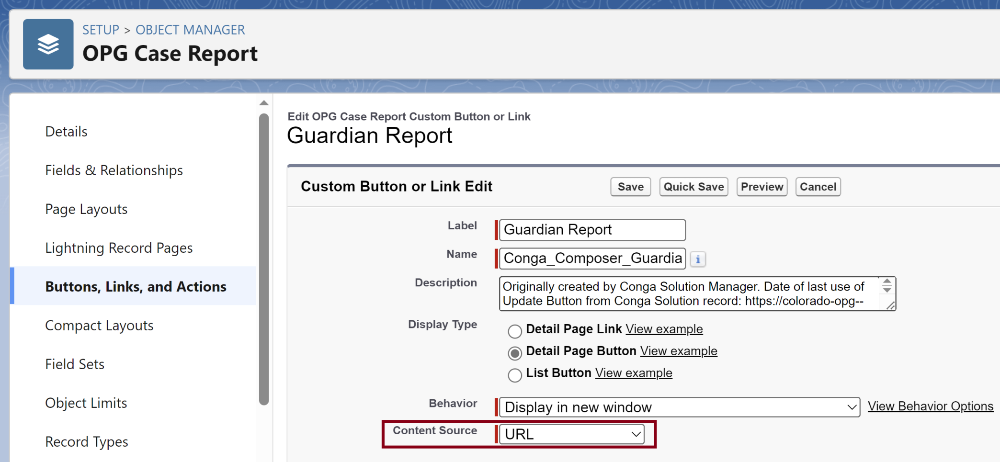 SETUP > OBJECT MANAGER
OPG Case Report
Details
Fields & Relationships
Page Layouts
Lightning Record Pages
Buttons, Links, and Actions
Compact Layouts
Field Sets
Object Limits
Record Types
Edit OPG Case Report Custom Button or Link
Guardian Report
Custom Button or Link Edit Save Quick Save Preview Cancel
Label Guardian Report
Name Conga_Composer_Guardia i
Description Originally created by Conga Solution Manager. Date of last use of
Update Button from Conga Solution record: https://colorado-opg--
Display Type Detail Page Link View example
Detail Page Button View example
List Button View example
Behavior Display in new window View Behavior Options
Content Source URL